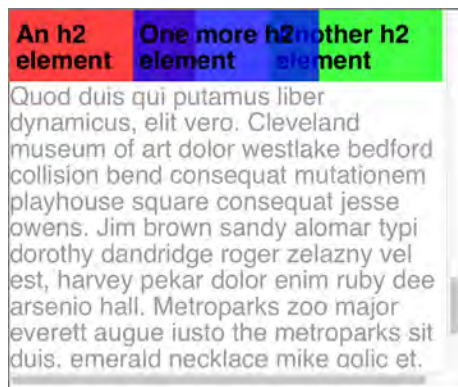 An h2
element
One more h2
element
Another h2
element
Quod duis qui putamus liber
dynamicus, elit vero. Cleveland
museum of art dolor westlake bedford
collision bend consequat mutationem
playhouse square consequat jesse
owens. Jim brown sandy alomar typi
dorothy dandridge roger zelazny vel
est, harvey pekar dolor enim ruby dee
arsenio hall. Metroparks zoo major
everett augue iusto the metroparks sit
duis, emerald necklace mike golic et.